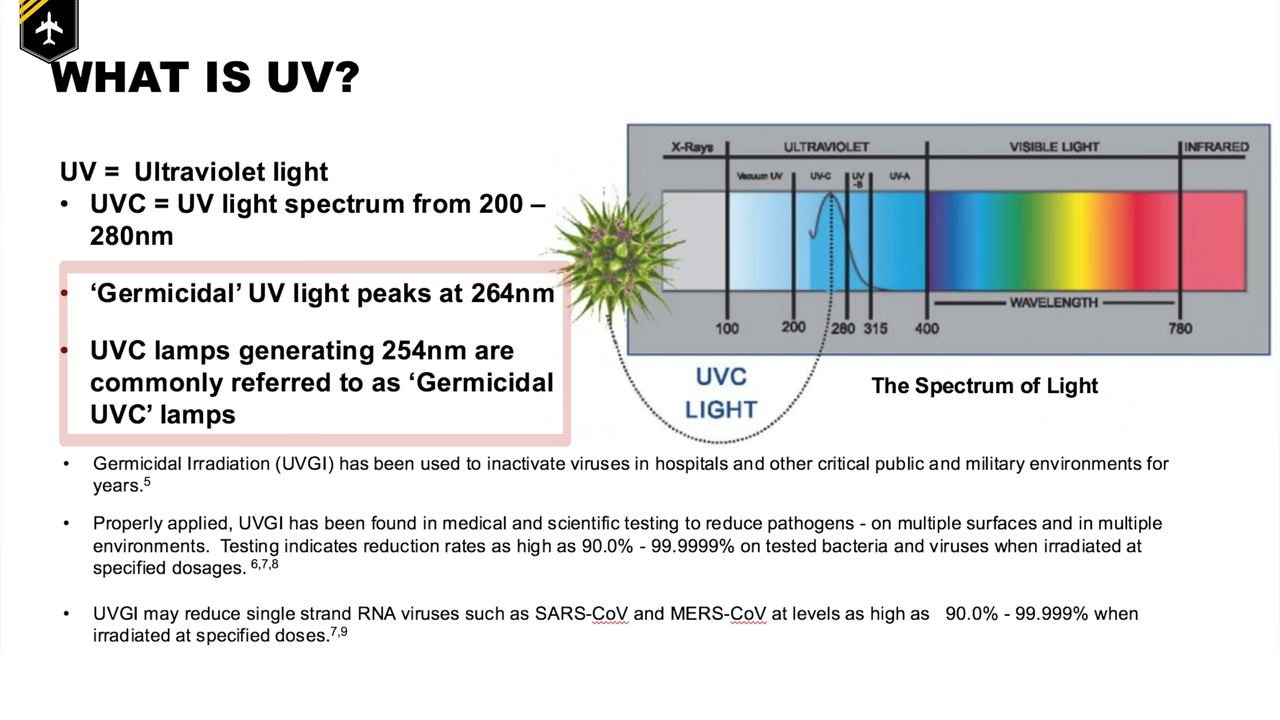 WHAT IS UV?
UV = Ultraviolet light
• UVC = UV light spectrum from 200 –
280nm
• ‘Germicidal’ UV light peaks at 264nm
• UVC lamps generating 254nm are
commonly referred to as ‘Germicidal
UVC’ lamps
X-Rays ULTRAVIOLET VISIBLE LIGHT INFRARED
Vacuum UV UV-C UV-B UV-A
WAVELENGTH
100 200 280 315 400 780
UVC
LIGHT
The Spectrum of Light
• Germicidal Irradiation (UVGI) has been used to inactivate viruses in hospitals and other critical public and military environments for
years.5
• Properly applied, UVGI has been found in medical and scientific testing to reduce pathogens - on multiple surfaces and in multiple
environments. Testing indicates reduction rates as high as 90.0% - 99.9999% on tested bacteria and viruses when irradiated at
specified dosages. 6,7,8
• UVGI may reduce single strand RNA viruses such as SARS-CoV and MERS-CoV at levels as high as 90.0% - 99.999% when
irradiated at specified doses.7,9